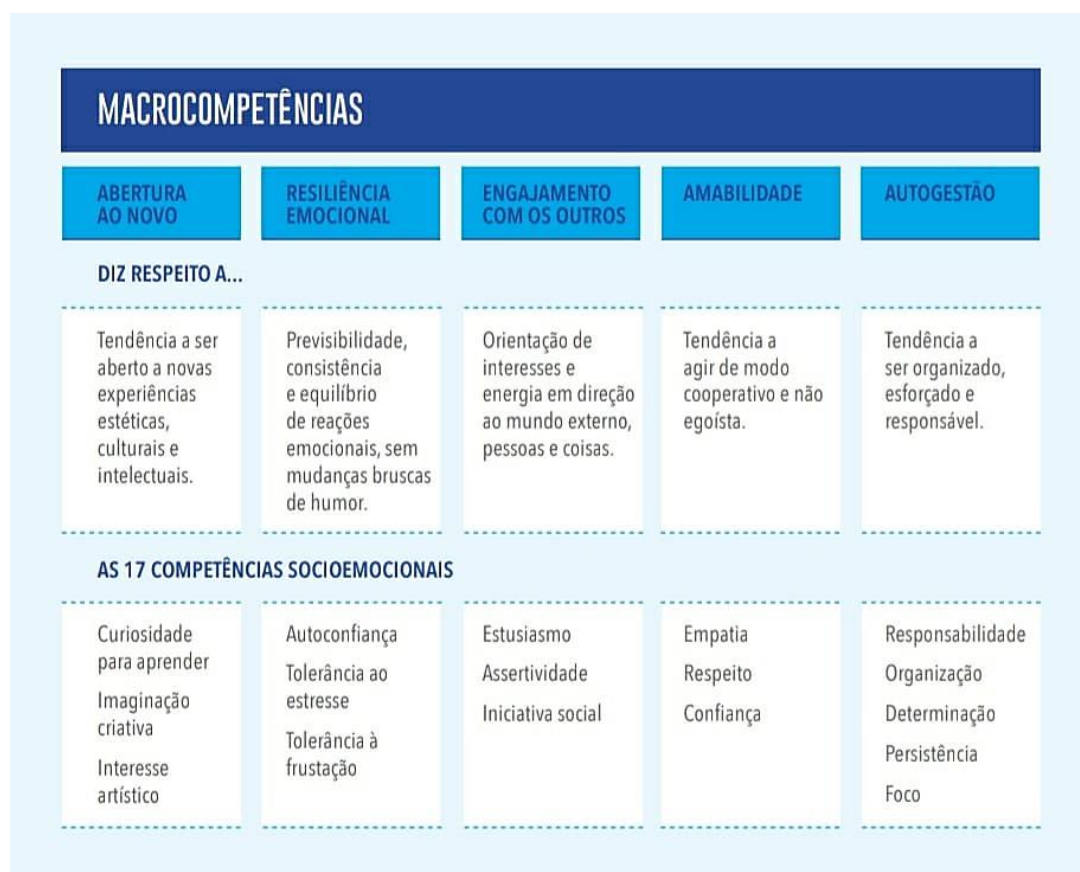 MACROCOMPETÊNCIAS
ABERTURA
AO NOVO
RESILIÊNCIA
EMOCIONAL
ENGAJAMENTO
COM OS OUTROS
AMABILIDADE
AUTOGESTÃO
DIZ RESPEITO A...
Tendência a ser
aberto a novas
experiências
estéticas,
culturais e
intelectuais.
Previsibilidade,
consistência
e equilíbrio
de reações
emocionais, sem
mudanças bruscas
de humor.
Orientação de
interesses e
energia em direção
ao mundo externo,
pessoas e coisas.
Tendência a
agir de modo
cooperativo e não
egoísta.
Tendência a
ser organizado,
esforçado e
responsável.
AS 17 COMPETÊNCIAS SOCIOEMOCIONAIS
Curiosidade
para aprender
Imaginação
criativa
Interesse
artístico
Autoconfiança
Tolerância ao
estresse
Tolerância à
frustação
Estusiasmo
Assertividade
Iniciativa social
Empatia
Respeito
Confiança
Responsabilidade
Organização
Determinação
Persistência
Foco